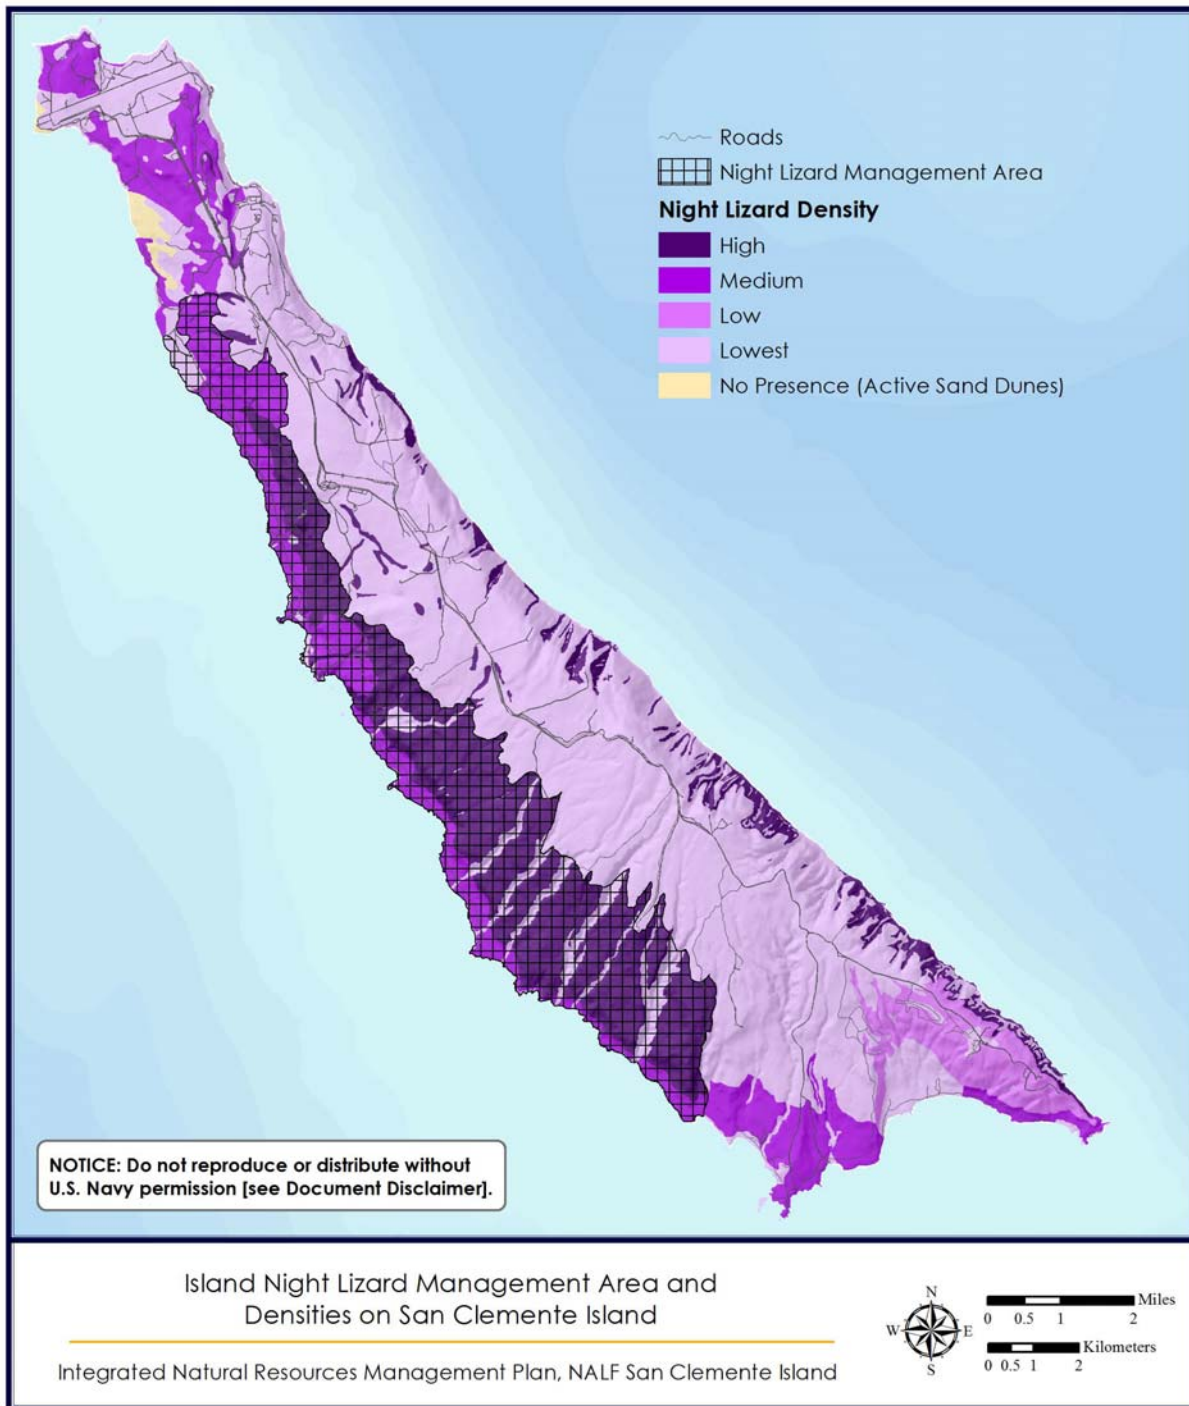 Roads
Night Lizard Management Area
Night Lizard Density
High
Medium
Low
Lowest
No Presence (Active Sand Dunes)
NOTICE: Do not reproduce or distribute without
U.S. Navy permission [see Document Disclaimer].
Island Night Lizard Management Area and
Densities on San Clemente Island
Integrated Natural Resources Management Plan, NALF San Clemente Island
N
W E
S
Miles
0 0.5 1 2
Kilometers
0 0.5 1 2